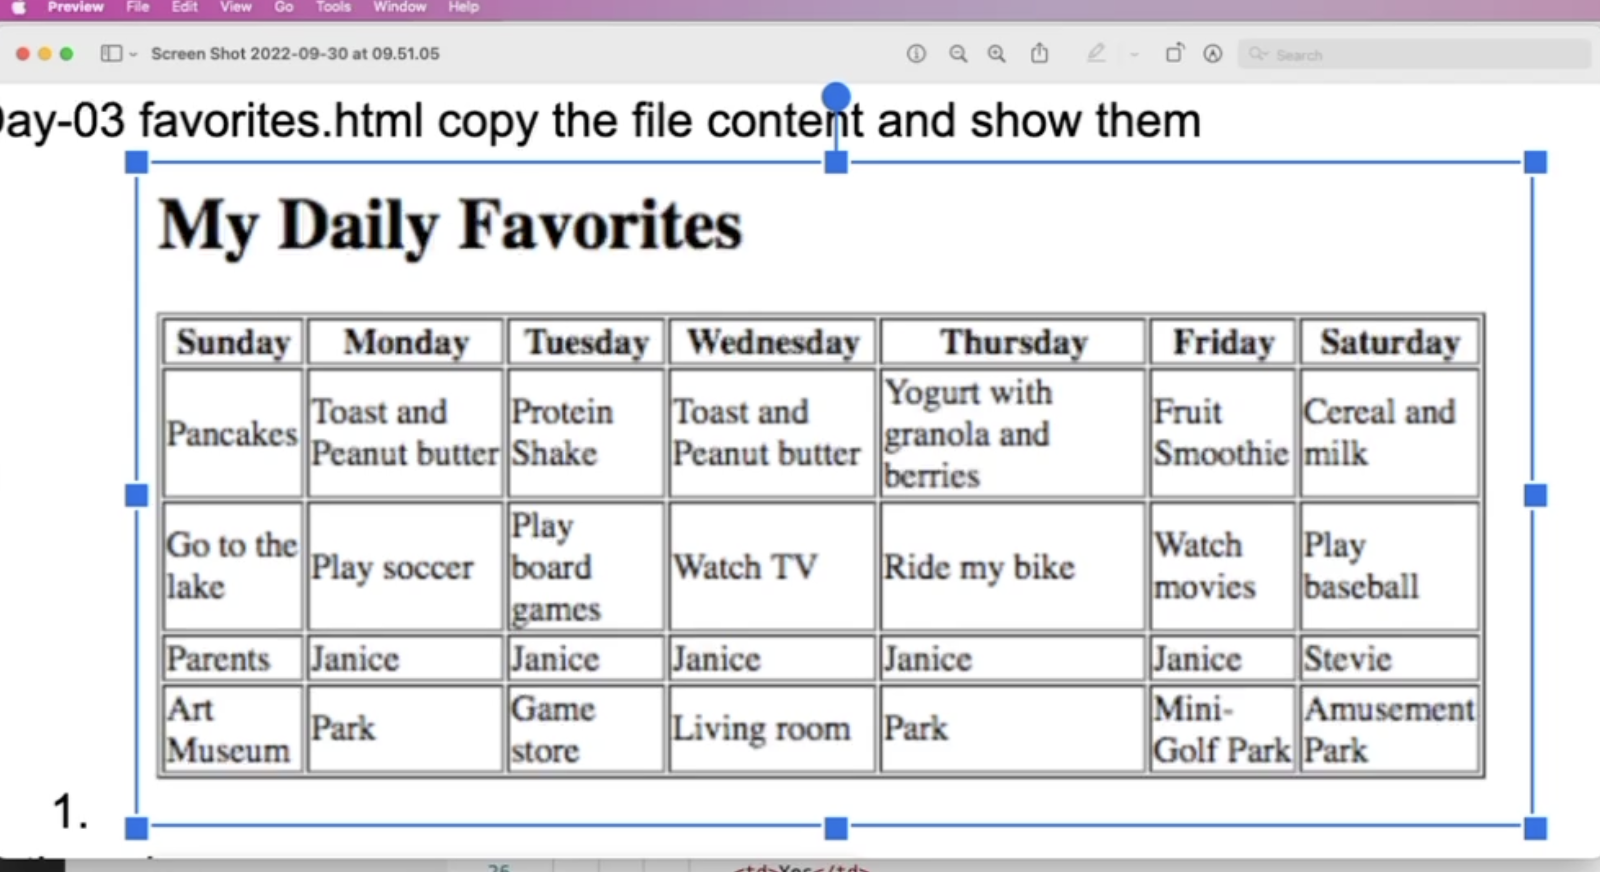 Preview File Edit View Go Tools Window Help
Screen Shot 2022-09-30 at 09.51.05
Search
ay-03 favorites.html copy the file content and show them
My Daily Favorites
Sunday Monday Tuesday Wednesday Thursday Friday Saturday
Pancakes
Toast and
Peanut butter
Protein
Shake
Toast and
Peanut butter
Yogurt with
granola and
berries
Fruit
Smoothie
Cereal and
milk
Go to the
lake
Play soccer
Play
board
games
Watch TV
Ride my bike
Watch
movies
Play
baseball
Parents Janice Janice Janice Janice Janice Stevie
Art
Museum
Park
Game
store
Living room
Park
Mini-
Golf Park
Amusement
Park
1.
26
<td>Yes</td>